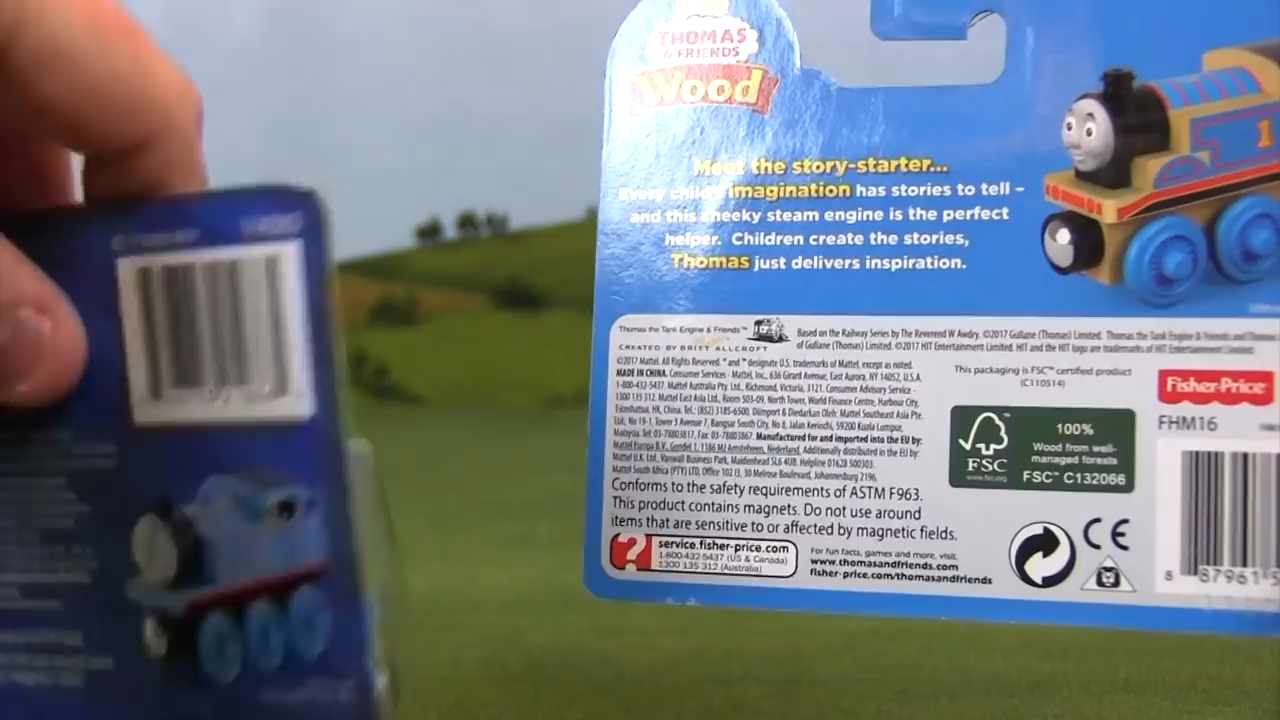 THOMAS
& FRIENDS
Wood
Meet the story-starter...
Every child's imagination has stories to tell –
and this cheeky steam engine is the perfect
helper. Children create the stories,
Thomas just delivers inspiration.
1
Thomas the Tank Engine & Friends™
CREATED BY BRITT ALLCROFT
Based on the Railway Series by The Reverend W Awdry. ©2017 Gullane (Thomas) Limited. Thomas the Tank Engine & Friends and Thomas
of Gullane (Thomas) Limited. ©2017 HIT Entertainment Limited. HIT and the HIT logo are trademarks of HIT Entertainment Limited.
©2017 Mattel. All Rights Reserved. ® and ™ designate U.S. trademarks of Mattel, except as noted.
MADE IN CHINA. Consumer Services - Mattel, Inc., 636 Girard Avenue, East Aurora, NY 14052, U.S.A.
1-800-432-5437. Mattel Australia Pty. Ltd., Richmond, Victoria, 3121. Consumer Advisory Service -
1300 135 312. Mattel East Asia Ltd., Room 503-09, North Tower, World Finance Centre, Harbour City,
Tsimshatsui, HK, China. Tel.: (852) 3185-6500. Diimport & Diedarkan Oleh: Mattel Southeast Asia Pte.
Ltd., No 19-1, Tower 3 Avenue 7, Bangsar South City, No 8, Jalan Kerinchi, 59200 Kuala Lumpur,
Malaysia. Tel: 03-78803817, Fax: 03-78803867. Manufactured for and imported into the EU by:
Mattel Europa B.V., Gondel 1, 1186 MJ Amstelveen, Nederland. Additionally distributed in the EU by:
Mattel U.K. Ltd., Vanwall Business Park, Maidenhead SL6 4UB. Helpline 01628 500303.
Mattel South Africa (PTY) LTD, Office 102 I3, 30 Melrose Boulevard, Johannesburg 2196.
Conforms to the safety requirements of ASTM F963.
This product contains magnets. Do not use around
items that are sensitive to or affected by magnetic fields.
?
service.fisher-price.com
1-800-432-5437 (US & Canada)
1300 135 312 (Australia)
For fun facts, games and more, visit:
www.thomasandfriends.com
fisher-price.com/thomasandfriends
This packaging is FSC™ certified product
(C110514)
FSC
www.fsc.org
100%
Wood from well-
managed forests
FSC™ C132066
CE
Fisher-Price
FHM16
8 87961 5